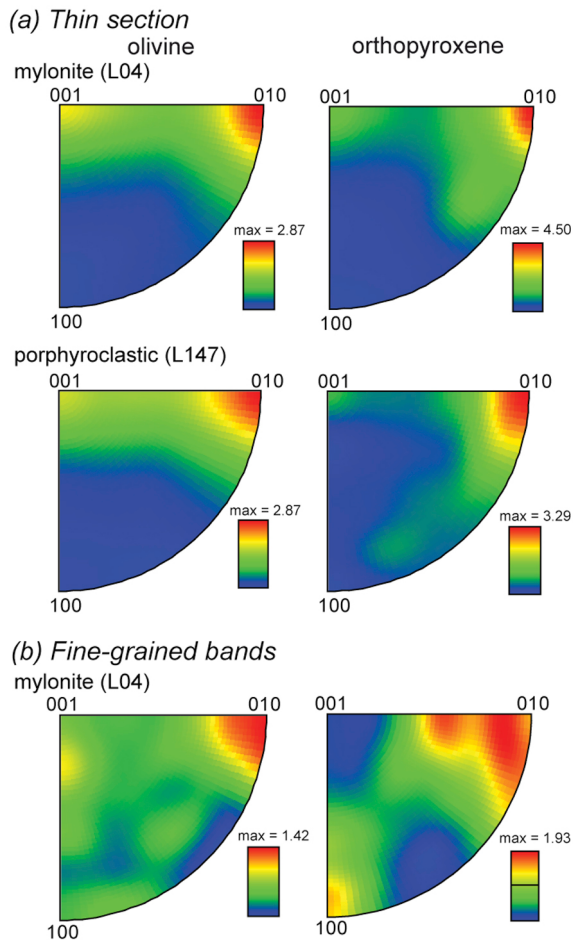 (a) Thin section
olivine orthopyroxene
mylonite (L04)
001 010 001 010
max = 2.87 max = 4.50
100 100
porphyroclastic (L147)
001 010 001 010
max = 2.87 max = 3.29
100 100
(b) Fine-grained bands
mylonite (L04)
001 010 001 010
max = 1.42 max = 1.93
100 100